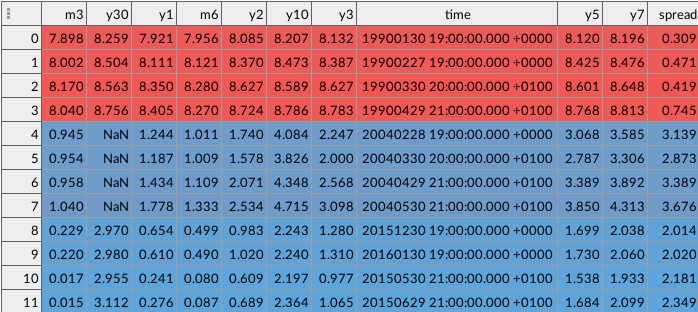 m3 y30 y1 m6 y2 y10 y3 time y5 y7 spread
0 7.898 8.259 7.921 7.956 8.085 8.207 8.132 19900130 19:00:00.000 +0000 8.120 8.196 0.309
1 8.002 8.504 8.111 8.121 8.370 8.473 8.387 19900227 19:00:00.000 +0000 8.425 8.476 0.471
2 8.170 8.563 8.350 8.280 8.627 8.589 8.627 19900330 20:00:00.000 +0100 8.601 8.648 0.419
3 8.040 8.756 8.405 8.270 8.724 8.786 8.783 19900429 21:00:00.000 +0100 8.768 8.813 0.745
4 0.945 NaN 1.244 1.011 1.740 4.084 2.247 20040228 19:00:00.000 +0000 3.068 3.585 3.139
5 0.954 NaN 1.187 1.009 1.578 3.826 2.000 20040330 20:00:00.000 +0100 2.787 3.306 2.873
6 0.958 NaN 1.434 1.109 2.071 4.348 2.568 20040429 21:00:00.000 +0100 3.389 3.892 3.389
7 1.040 NaN 1.778 1.333 2.534 4.715 3.098 20040530 21:00:00.000 +0100 3.850 4.313 3.676
8 0.229 2.970 0.654 0.499 0.983 2.243 1.280 20151230 19:00:00.000 +0000 1.699 2.038 2.014
9 0.220 2.980 0.610 0.490 1.020 2.240 1.310 20160130 19:00:00.000 +0000 1.730 2.060 2.020
10 0.017 2.955 0.241 0.080 0.609 2.197 0.977 20150530 21:00:00.000 +0100 1.538 1.933 2.181
11 0.015 3.112 0.276 0.087 0.689 2.364 1.065 20150629 21:00:00.000 +0100 1.684 2.099 2.349